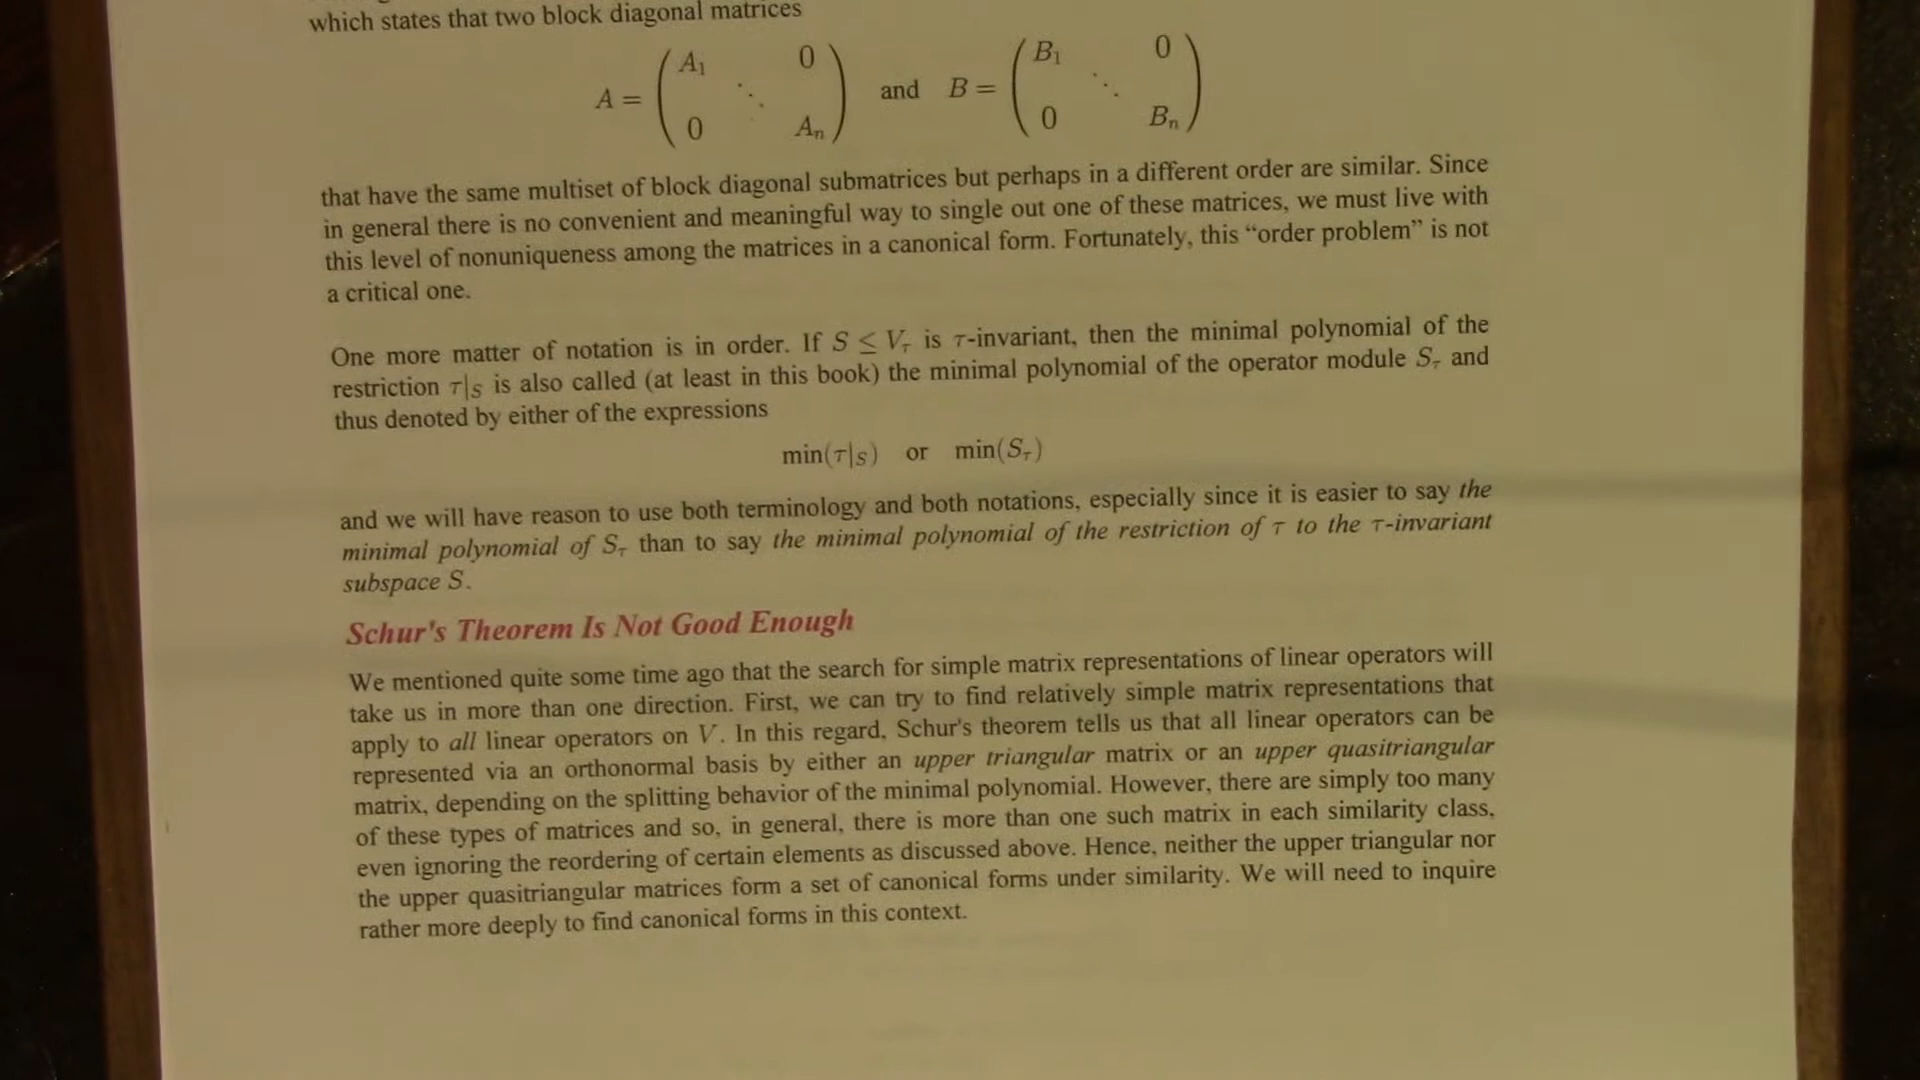 which states that two block diagonal matrices
A = ( A₁ 0 ⋱ 0 Aₙ ) and B = ( B₁ 0 ⋱ 0 Bₙ )
that have the same multiset of block diagonal submatrices but perhaps in a different order are similar. Since
in general there is no convenient and meaningful way to single out one of these matrices, we must live with
this level of nonuniqueness among the matrices in a canonical form. Fortunately, this “order problem” is not
a critical one.
One more matter of notation is in order. If S ≤ V_τ is τ-invariant, then the minimal polynomial of the
restriction τ|_S is also called (at least in this book) the minimal polynomial of the operator module S_τ and
thus denoted by either of the expressions
min(τ|_S) or min(S_τ)
and we will have reason to use both terminology and both notations, especially since it is easier to say the
minimal polynomial of S_τ than to say the minimal polynomial of the restriction of τ to the τ-invariant
subspace S.
Schur's Theorem Is Not Good Enough
We mentioned quite some time ago that the search for simple matrix representations of linear operators will
take us in more than one direction. First, we can try to find relatively simple matrix representations that
apply to all linear operators on V. In this regard, Schur's theorem tells us that all linear operators can be
represented via an orthonormal basis by either an upper triangular matrix or an upper quasitriangular
matrix, depending on the splitting behavior of the minimal polynomial. However, there are simply too many
of these types of matrices and so, in general, there is more than one such matrix in each similarity class,
even ignoring the reordering of certain elements as discussed above. Hence, neither the upper triangular nor
the upper quasitriangular matrices form a set of canonical forms under similarity. We will need to inquire
rather more deeply to find canonical forms in this context.